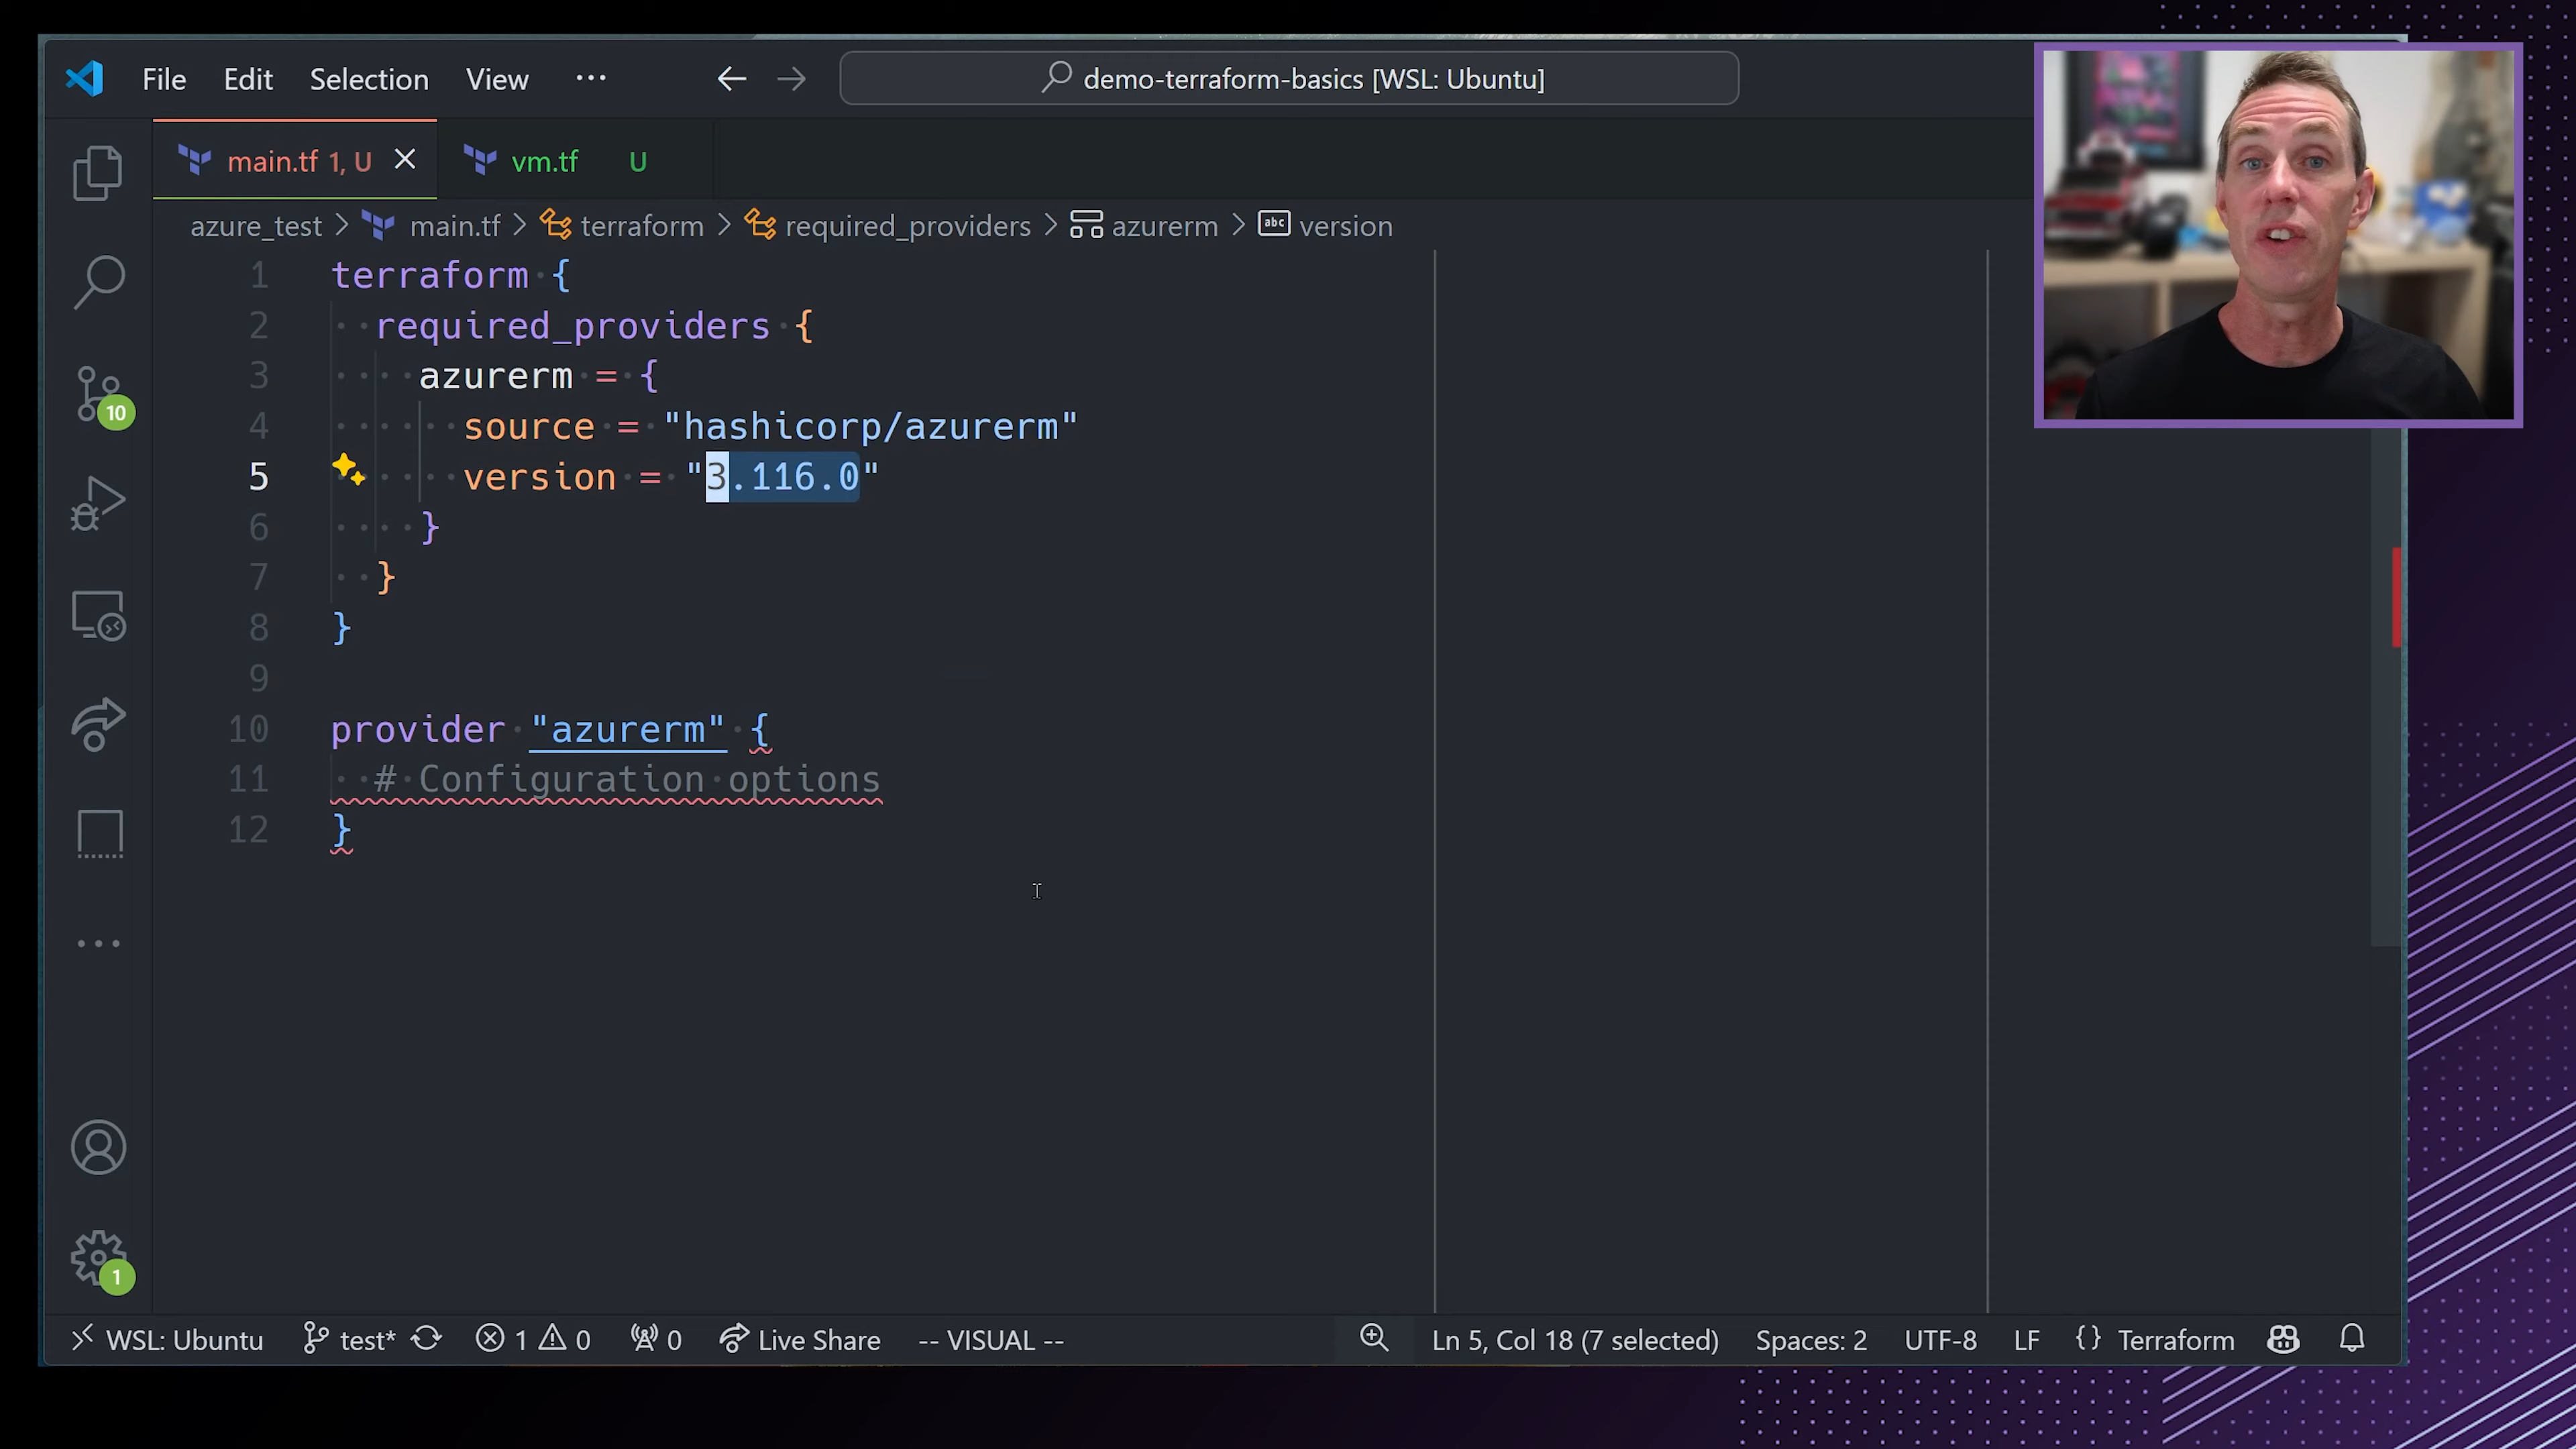 File Edit Selection View ···
demo-terraform-basics [WSL: Ubuntu]
main.tf 1, U
vm.tf U
azure_test > main.tf > terraform > required_providers > azurerm > abc version
1 terraform {
2 required_providers {
3 azurerm = {
4 source = "hashicorp/azurerm"
5 version = "3.116.0"
6 }
7 }
8 }
9
10 provider "azurerm" {
11 # Configuration options
12 }
10
1
WSL: Ubuntu test* 1 0 0 Live Share -- VISUAL -- Ln 5, Col 18 (7 selected) Spaces: 2 UTF-8 LF {} Terraform